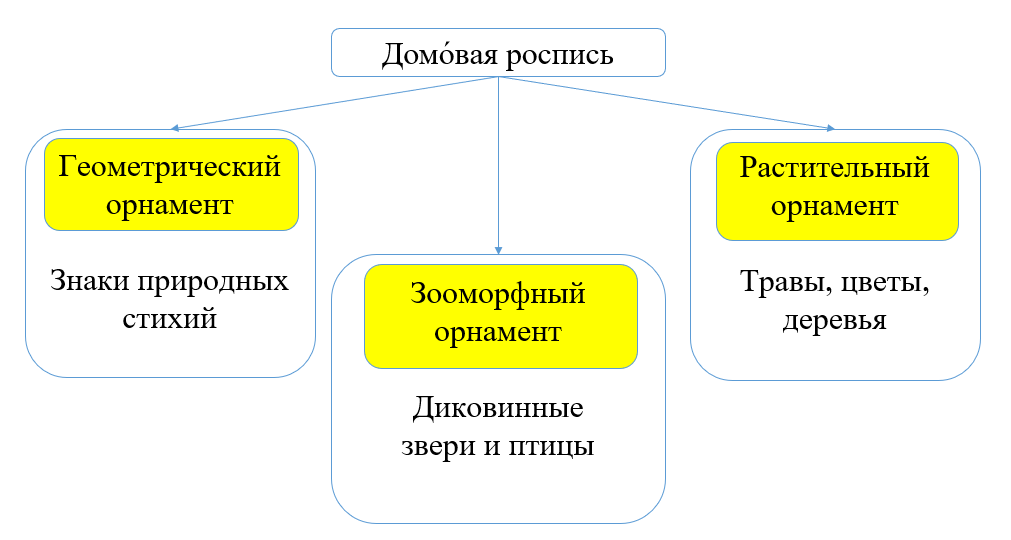 Домо́вая роспись
Геометрический
орнамент
Знаки природных
стихий
Зооморфный
орнамент
Диковинные
звери и птицы
Растительный
орнамент
Травы, цветы,
деревья